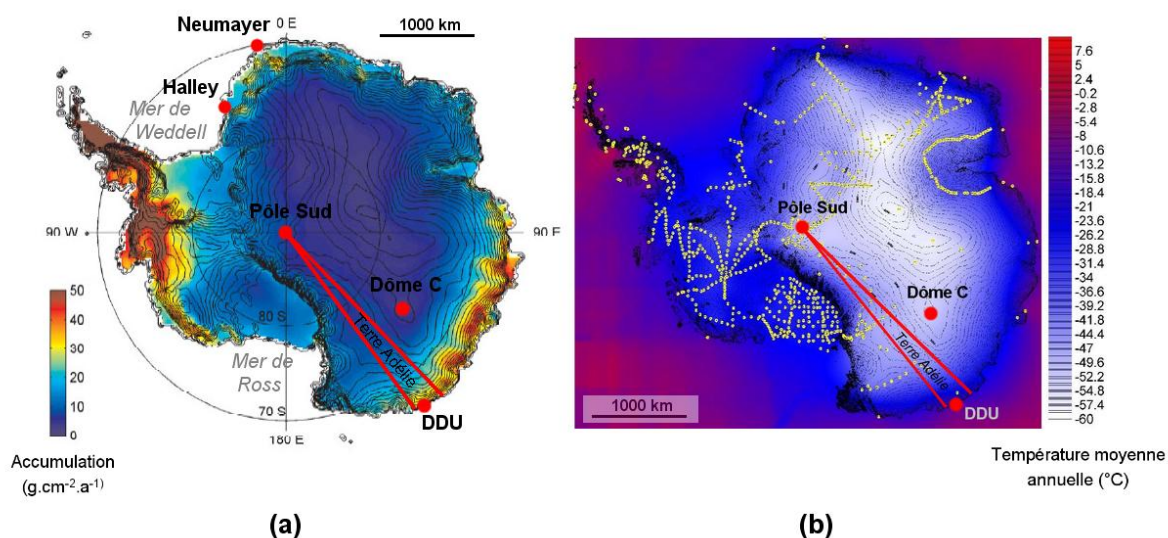 Neumayer
0 E
1000 km
Halley
Mer de
Weddell
Pôle Sud
90 W
90 E
Dôme C
80 S
Terre Adélie
Mer de
Ross
70 S
DDU
180 E
50
40
30
20
10
0
Accumulation
(g.cm⁻².a⁻¹)
(a)
Pôle Sud
Dôme C
Terre Adélie
1000 km
DDU
7.6
5
2.4
-0.2
-2.8
-5.4
-8
-10.6
-13.2
-15.8
-18.4
-21
-23.6
-26.2
-28.8
-31.4
-34
-36.6
-39.2
-41.8
-44.4
-47
-49.6
-52.2
-54.8
-57.4
-60
Température moyenne
annuelle (°C)
(b)